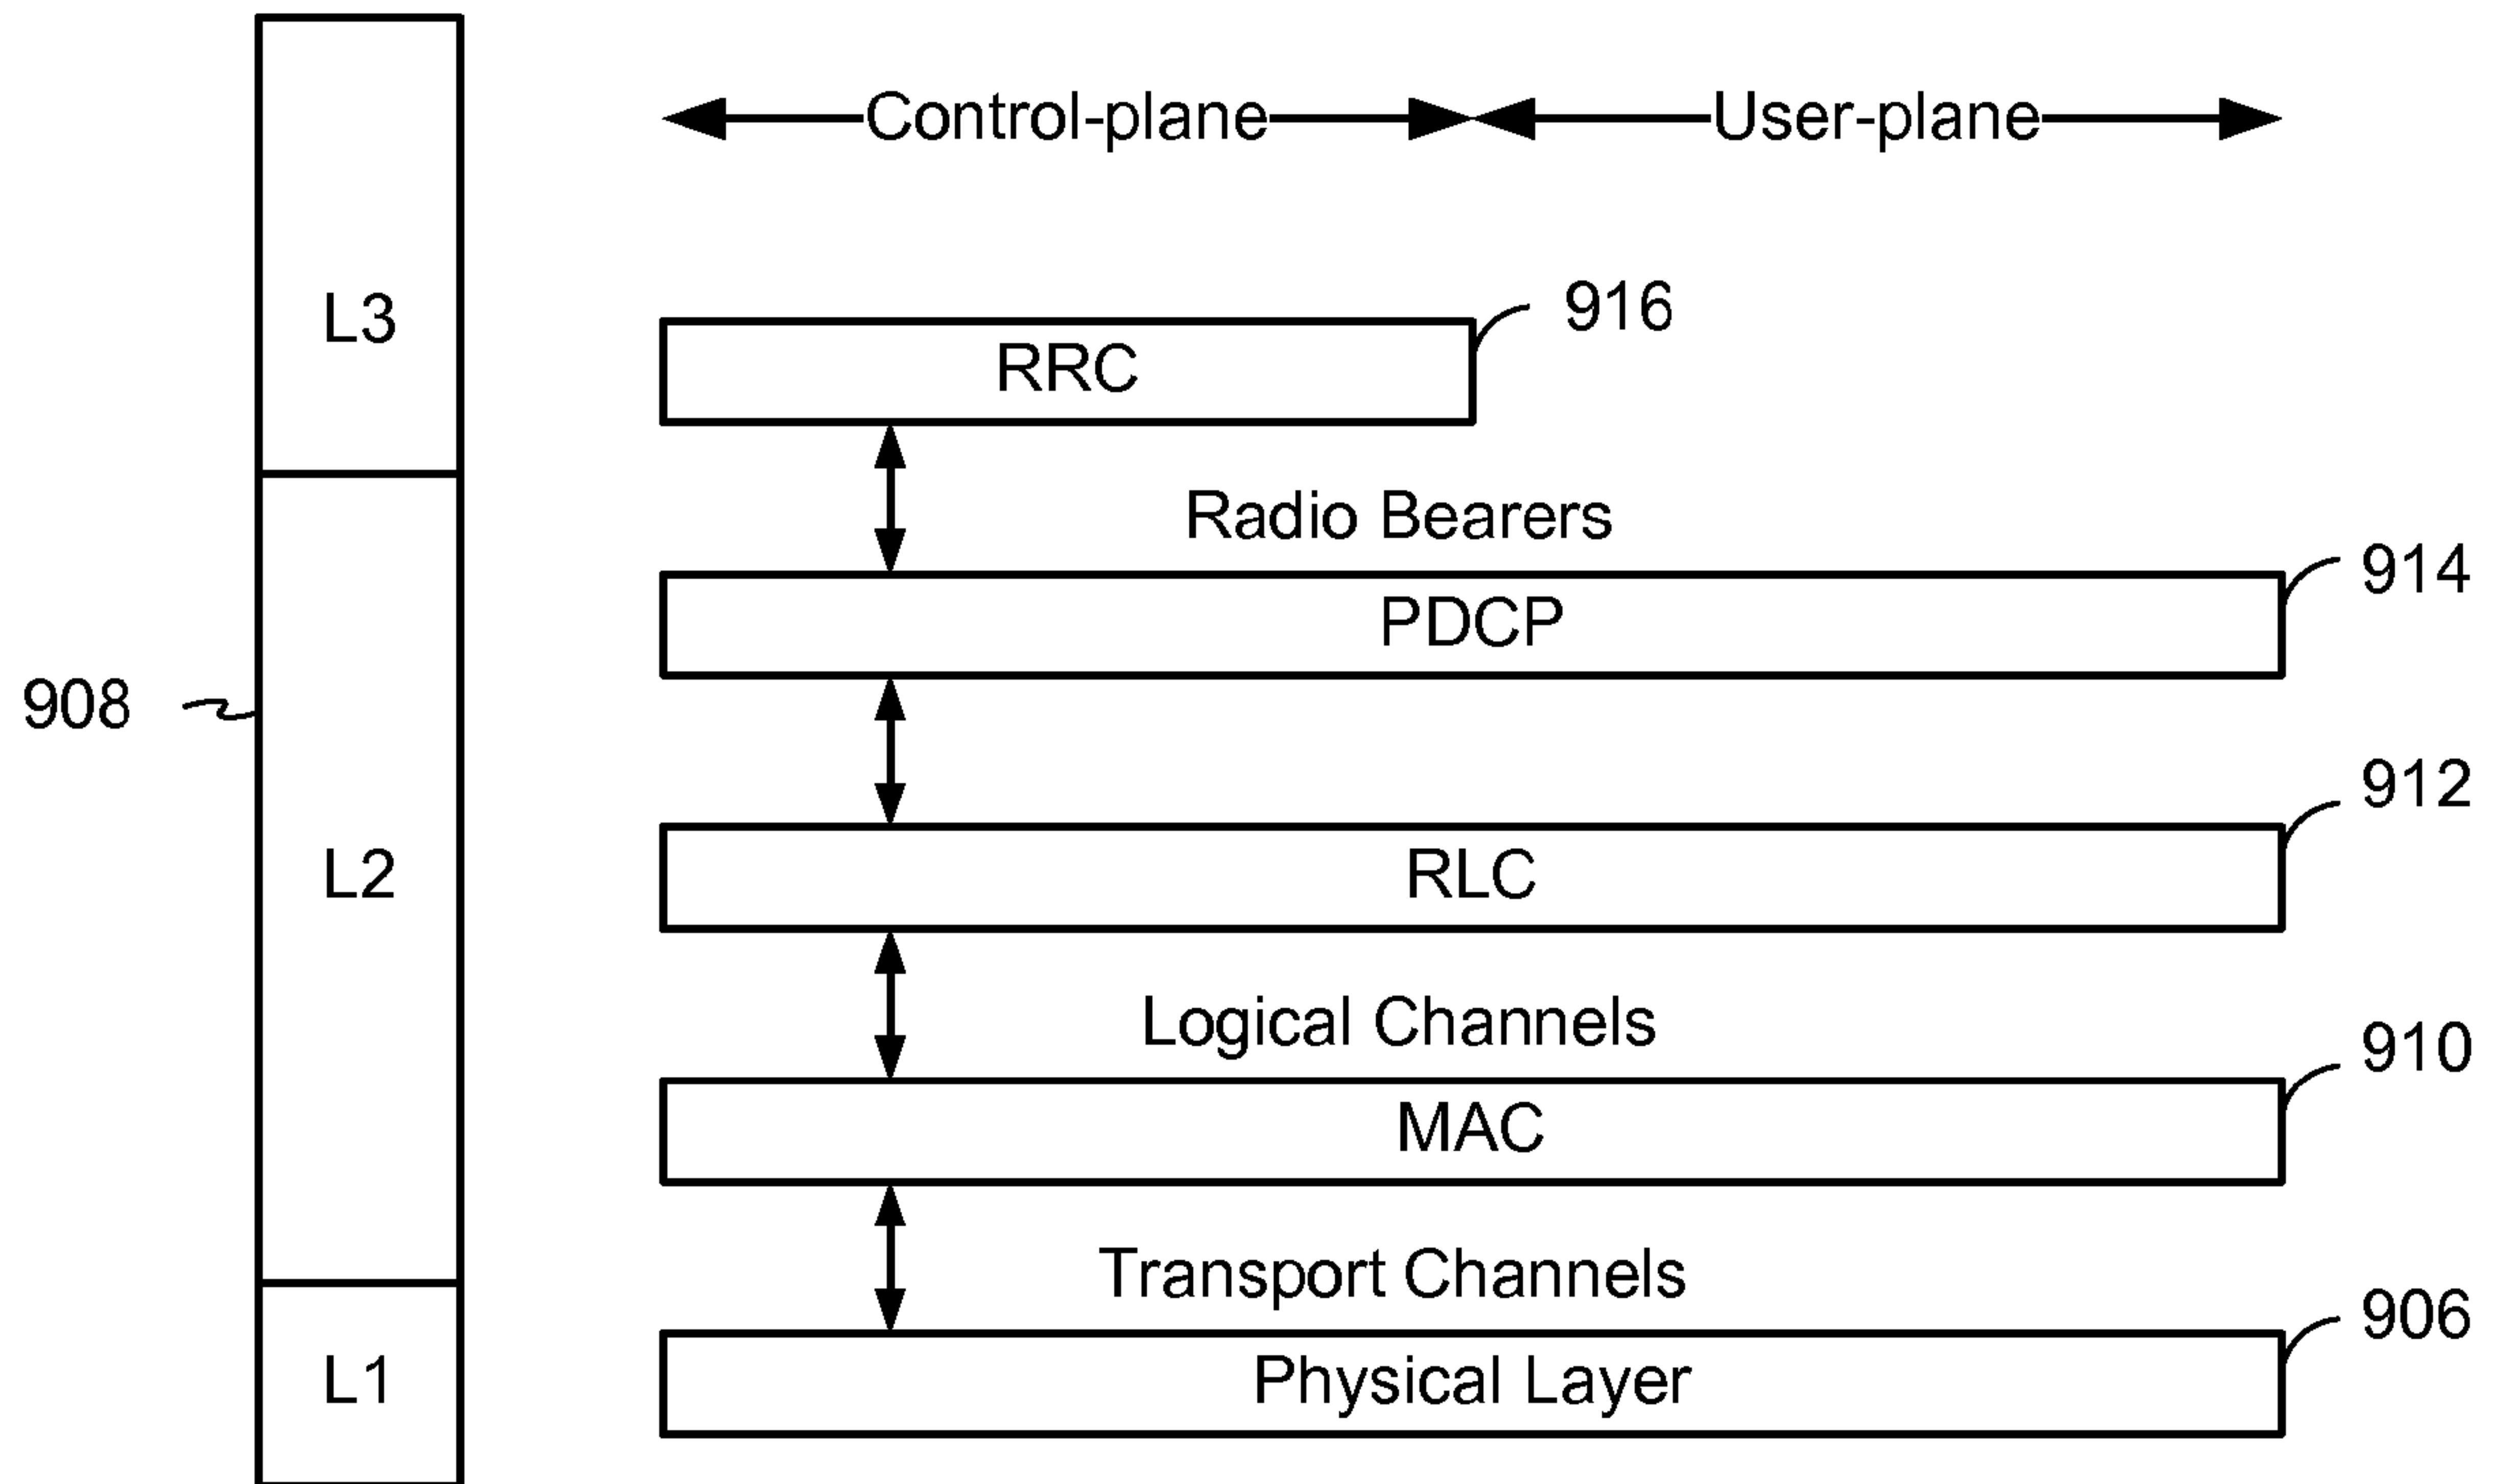 Control-plane User-plane
L3
916
RRC
Radio Bearers
914
PDCP
908
912
L2
RLC
Logical Channels
910
MAC
Transport Channels
906
L1
Physical Layer